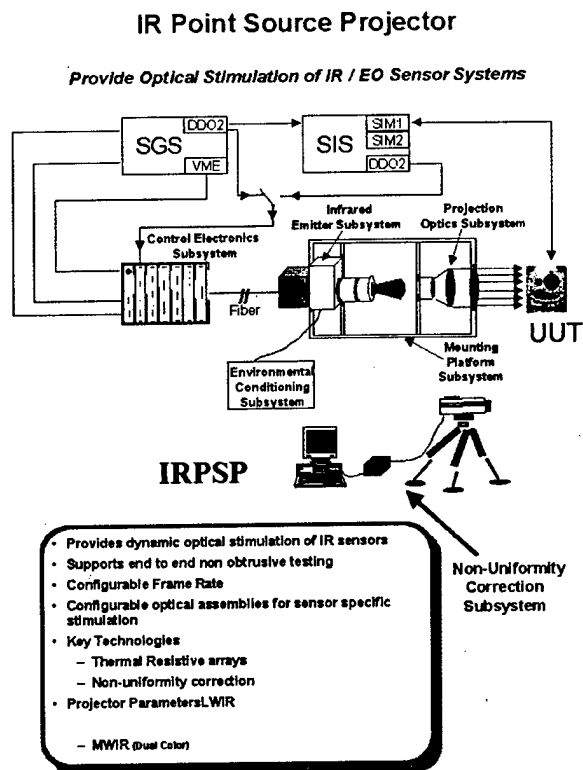 IR Point Source Projector
Provide Optical Stimulation of IR / EO Sensor Systems
DDO2
SGS
VME
SIM1
SIM2
SIS
DDO2
Infrared
Emitter Subsystem
Projection
Optics Subsystem
Control Electronics
Subsystem
Fiber
UUT
Mounting
Platform
Subsystem
Environmental
Conditioning
Subsystem
IRPSP
Non-Uniformity
Correction
Subsystem
• Provides dynamic optical stimulation of IR sensors
• Supports end to end non obtrusive testing
• Configurable Frame Rate
• Configurable optical assemblies for sensor specific
stimulation
• Key Technologies
– Thermal Resistive arrays
– Non-uniformity correction
• Projector ParametersLWIR
– MWIR (Dual Color)